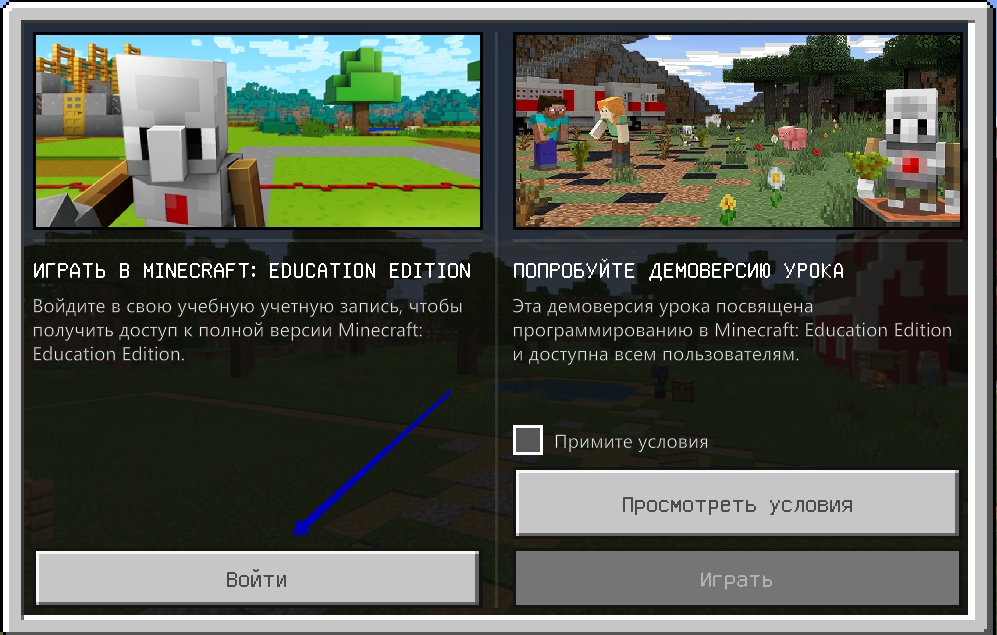 ИГРАТЬ В MINECRAFT: EDUCATION EDITION
Войдите в свою учебную учетную запись, чтобы
получить доступ к полной версии Minecraft:
Education Edition.
Войти
ПОПРОБУЙТЕ ДЕМОВЕРСИЮ УРОКА
Эта демоверсия урока посвящена
программированию в Minecraft: Education Edition
и доступна всем пользователям.
Примите условия
Просмотреть условия
Играть